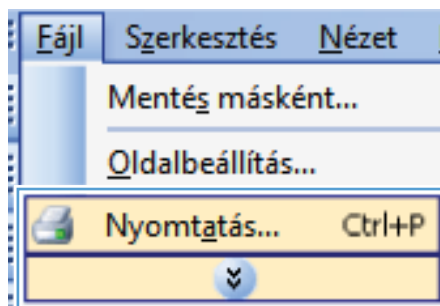 Fájl Szerkesztés Nézet
Mentés másként...
Oldalbeállítás...
Nyomtatás... Ctrl+P